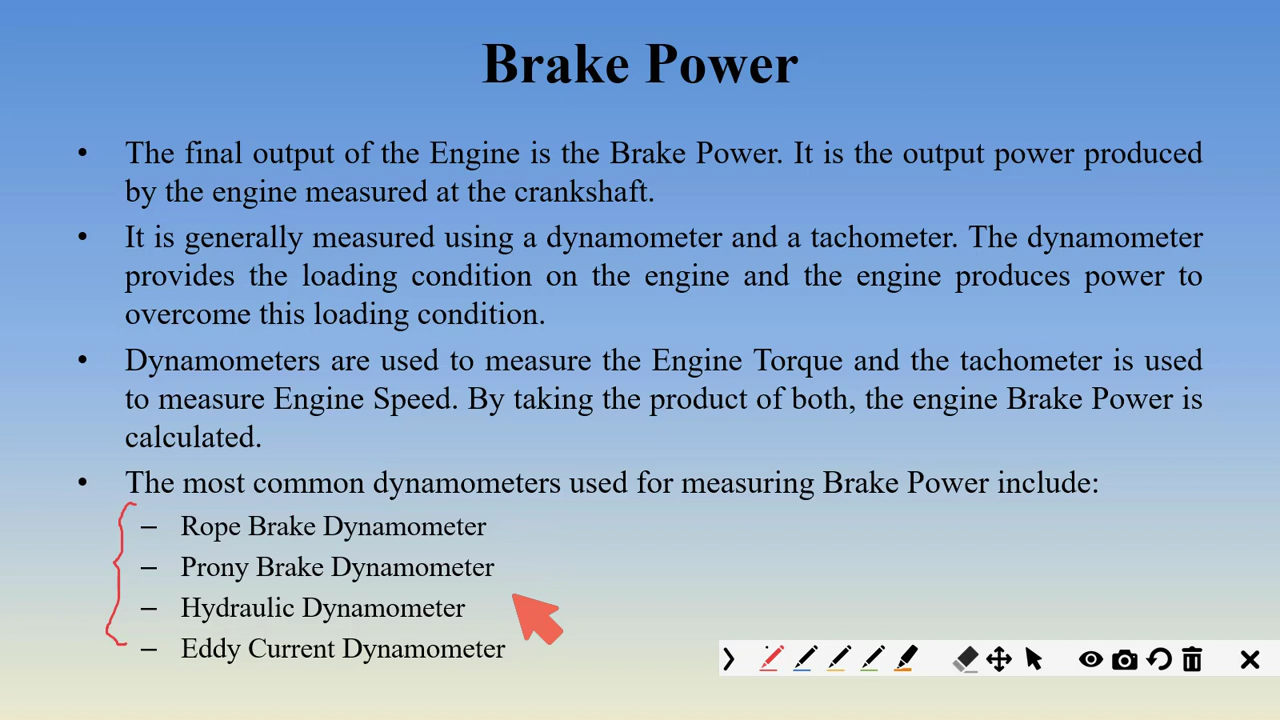 Brake Power
• The final output of the Engine is the Brake Power. It is the output power produced
by the engine measured at the crankshaft.
• It is generally measured using a dynamometer and a tachometer. The dynamometer
provides the loading condition on the engine and the engine produces power to
overcome this loading condition.
• Dynamometers are used to measure the Engine Torque and the tachometer is used
to measure Engine Speed. By taking the product of both, the engine Brake Power is
calculated.
• The most common dynamometers used for measuring Brake Power include:
– Rope Brake Dynamometer
– Prony Brake Dynamometer
– Hydraulic Dynamometer
– Eddy Current Dynamometer